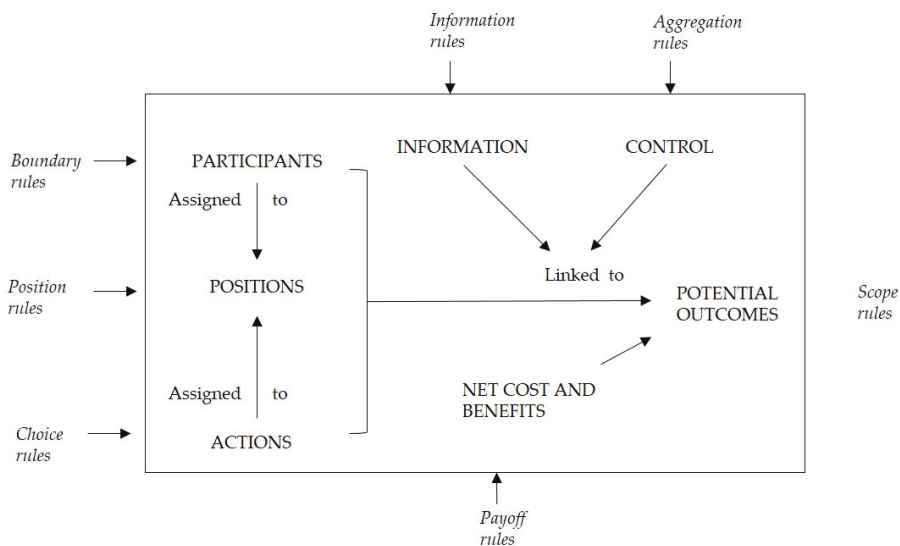 Information
rules
Aggregation
rules
Boundary
rules
PARTICIPANTS
INFORMATION
CONTROL
Assigned to
Position
rules
POSITIONS
Linked to
POTENTIAL
OUTCOMES
Scope
rules
Assigned to
NET COST AND
BENEFITS
Choice
rules
ACTIONS
Payoff
rules